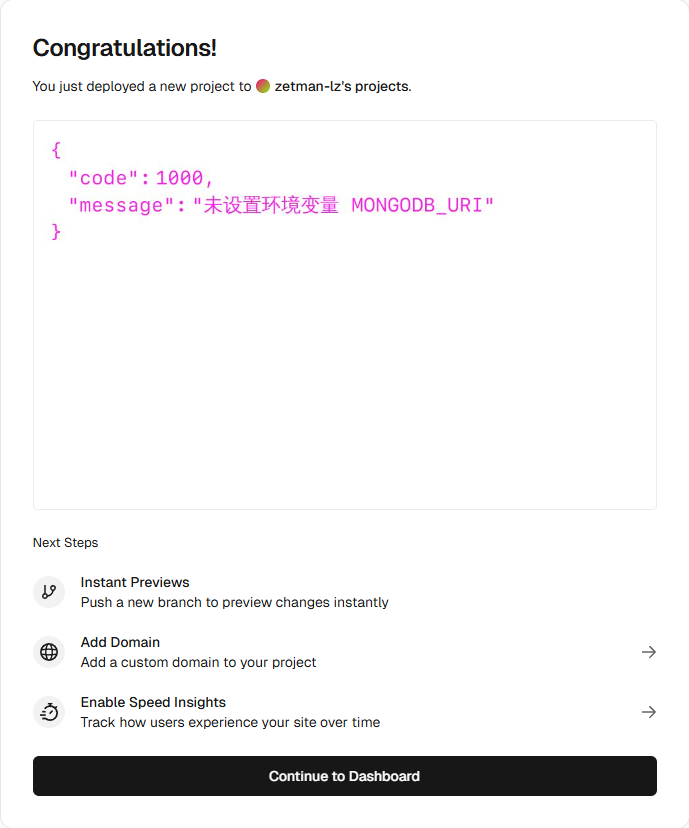 Congratulations!
You just deployed a new project to zetman-lz's projects.
{
"code": 1000,
"message": "未设置环境变量 MONGODB_URI"
}
Next Steps
Instant Previews
Push a new branch to preview changes instantly
Add Domain
Add a custom domain to your project
Enable Speed Insights
Track how users experience your site over time
Continue to Dashboard